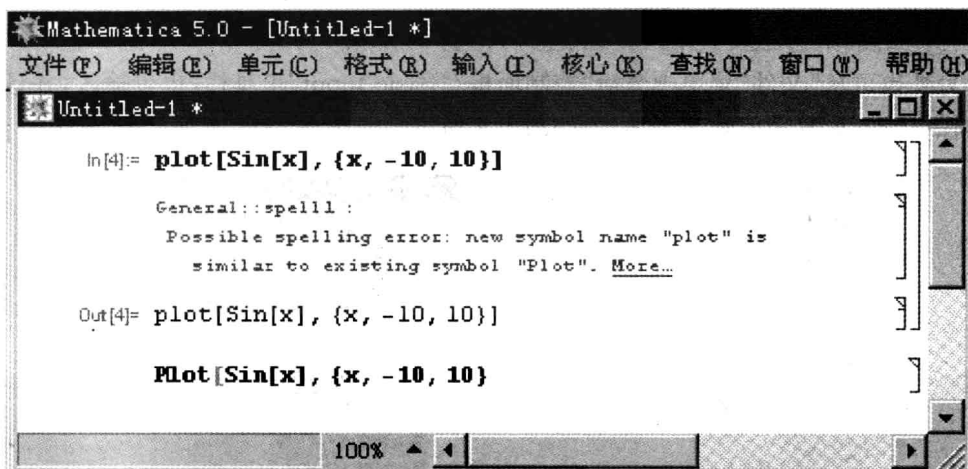 Mathematica 5.0 - [Untitled-1 *]
文件(F) 编辑(E) 单元(C) 格式(R) 输入(I) 核心(K) 查找(N) 窗口(W) 帮助(H)
Untitled-1 *
In[4]:= plot[Sin[x], {x, -10, 10}]
General::spell1 :
Possible spelling error: new symbol name "plot" is
similar to existing symbol "Plot". More…
Out[4]= plot[Sin[x], {x, -10, 10}]
Plot[Sin[x], {x, -10, 10}
100%